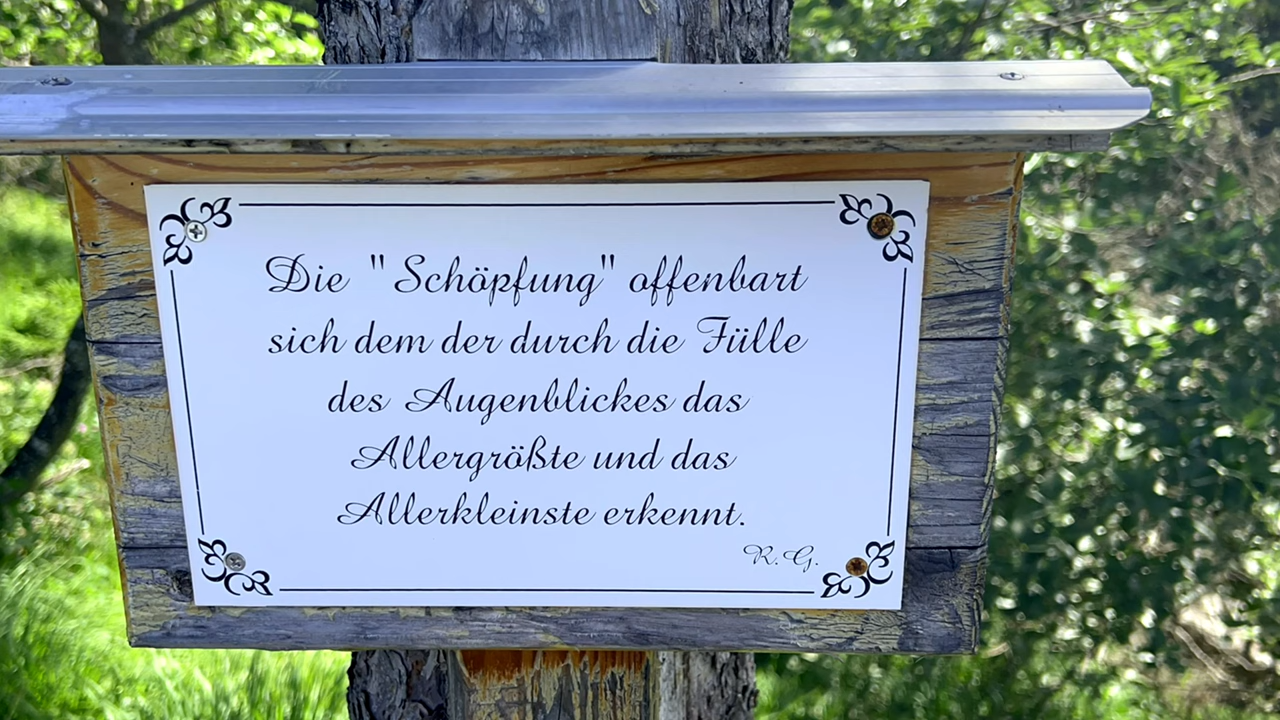 Die "Schöpfung" offenbart
sich dem der durch die Fülle
des Augenblickes das
Allergrößte und das
Allerkleinste erkennt.
R.G.